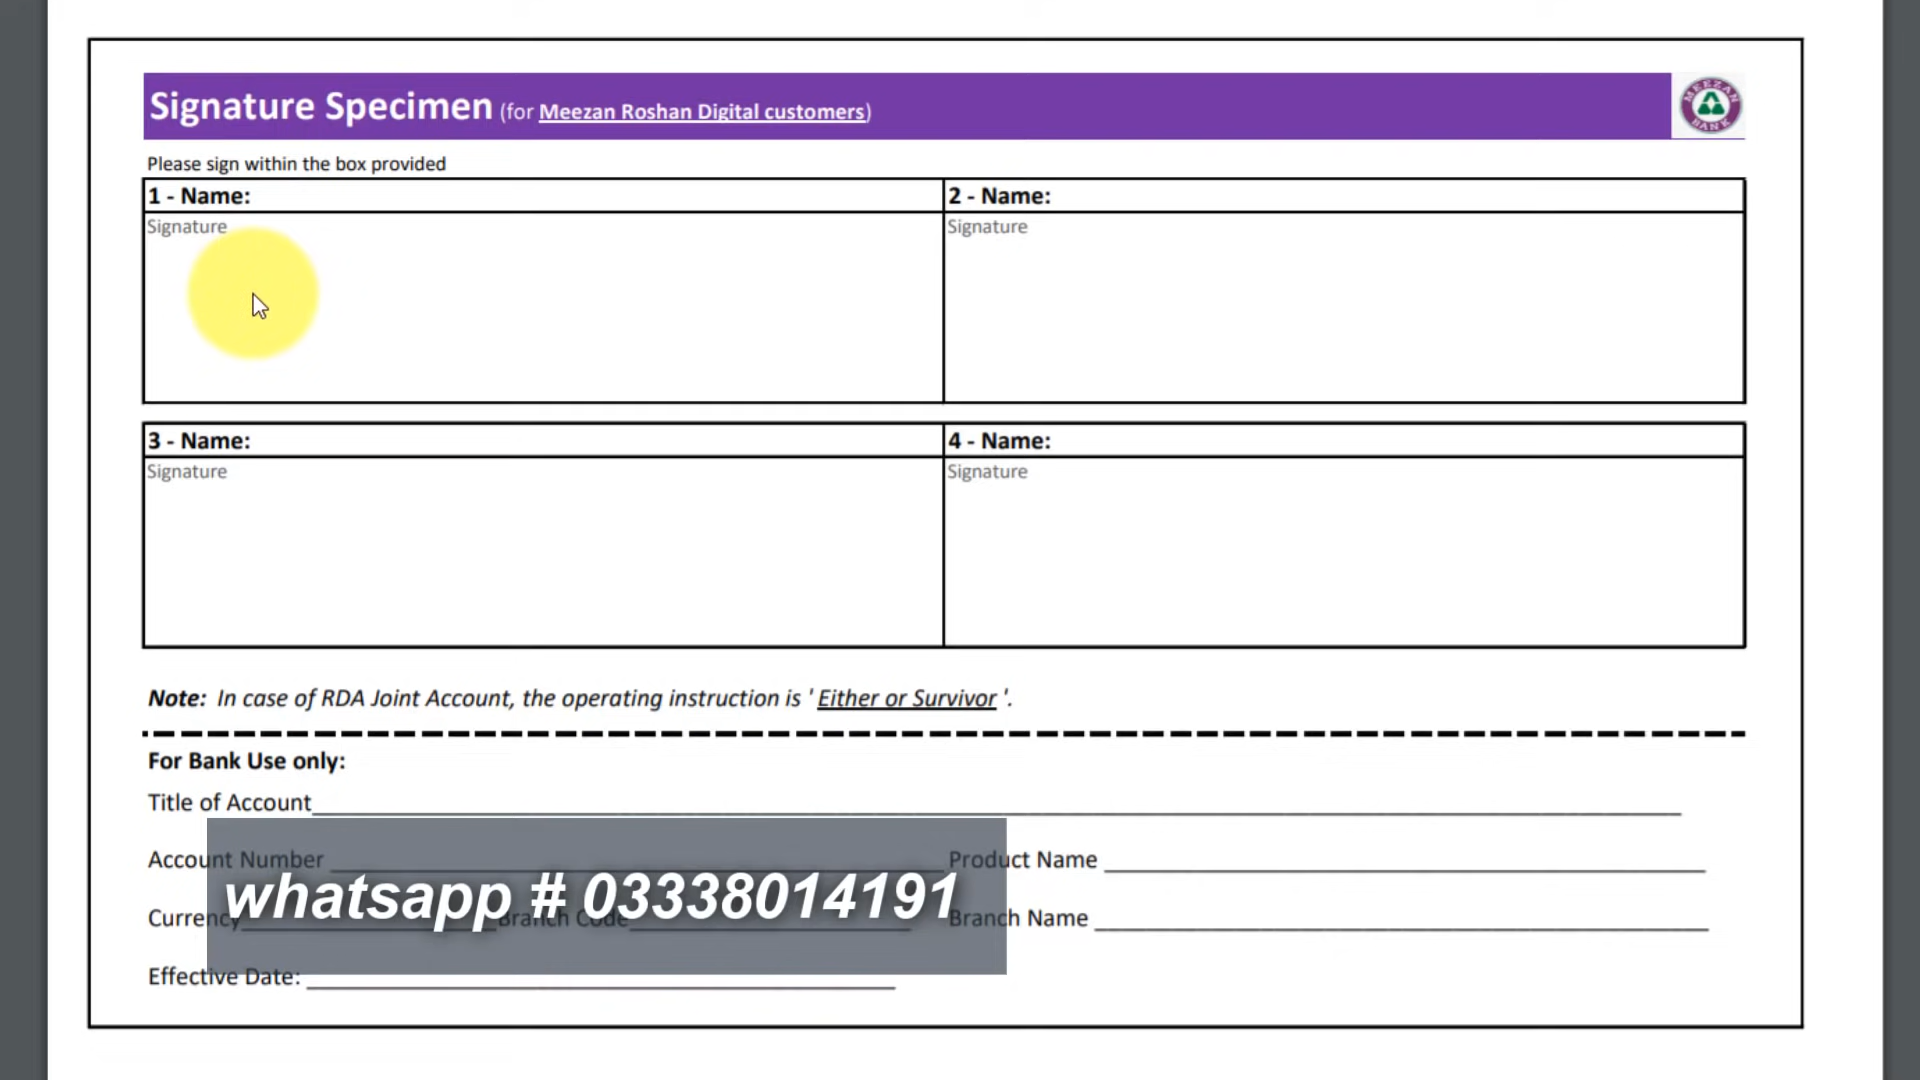 Signature Specimen (for Meezan Roshan Digital customers)
MEEZAN BANK
Please sign within the box provided
1 - Name:
2 - Name:
Signature
Signature
3 - Name:
4 - Name:
Signature
Signature
Note: In case of RDA Joint Account, the operating instruction is ' Either or Survivor '.
For Bank Use only:
Title of Account
Account Number
Product Name
whatsapp # 03338014191
Currency
Branch Code
Branch Name
Effective Date: